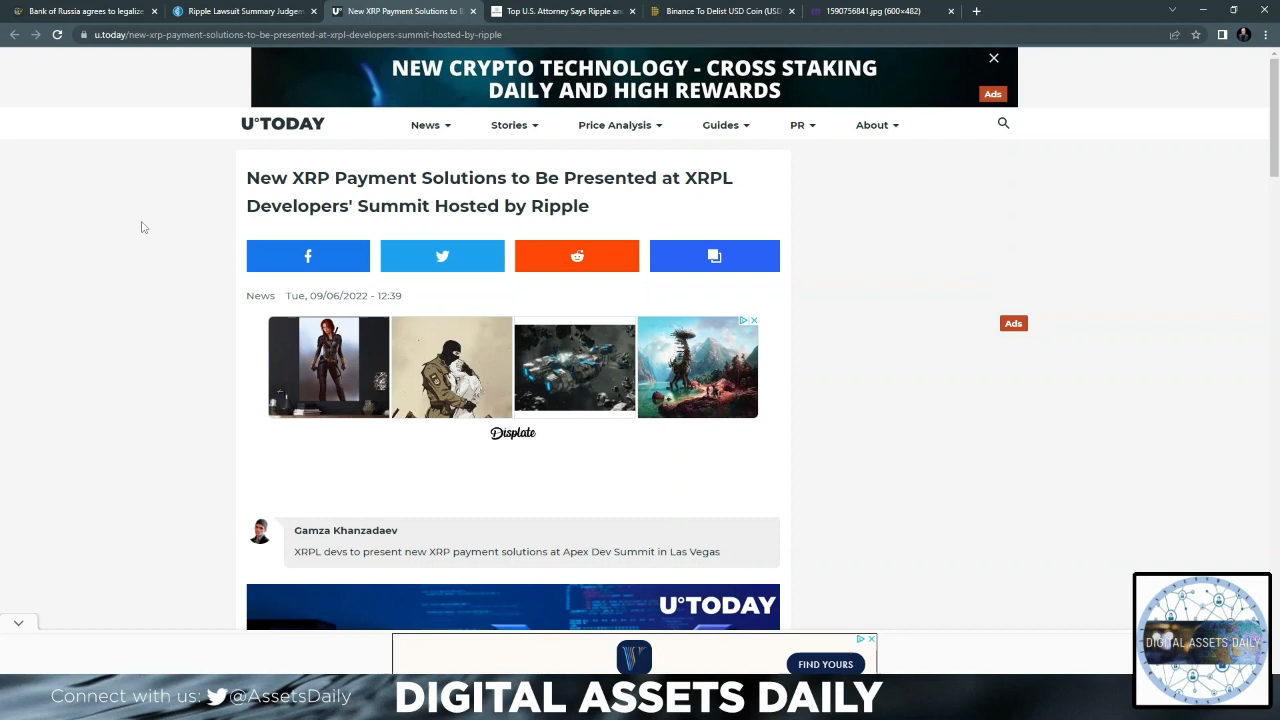 Bank of Russia agrees to legalize
Ripple Lawsuit Summary Judgem
New XRP Payment Solutions to B
Top U.S. Attorney Says Ripple an
Binance To Delist USD Coin (USD
1590756841.jpg (600×482)
u.today/new-xrp-payment-solutions-to-be-presented-at-xrpl-developers-summit-hosted-by-ripple
NEW CRYPTO TECHNOLOGY - CROSS STAKING
DAILY AND HIGH REWARDS
Ads
U°TODAY
News
Stories
Price Analysis
Guides
PR
About
New XRP Payment Solutions to Be Presented at XRPL
Developers' Summit Hosted by Ripple
News Tue, 09/06/2022 - 12:39
Ads
Displate
Gamza Khanzadaev
XRPL devs to present new XRP payment solutions at Apex Dev Summit in Las Vegas
U°TODAY
FIND YOURS
DIGITAL ASSETS DAILY
Connect with us: @AssetsDaily
DIGITAL ASSETS DAILY